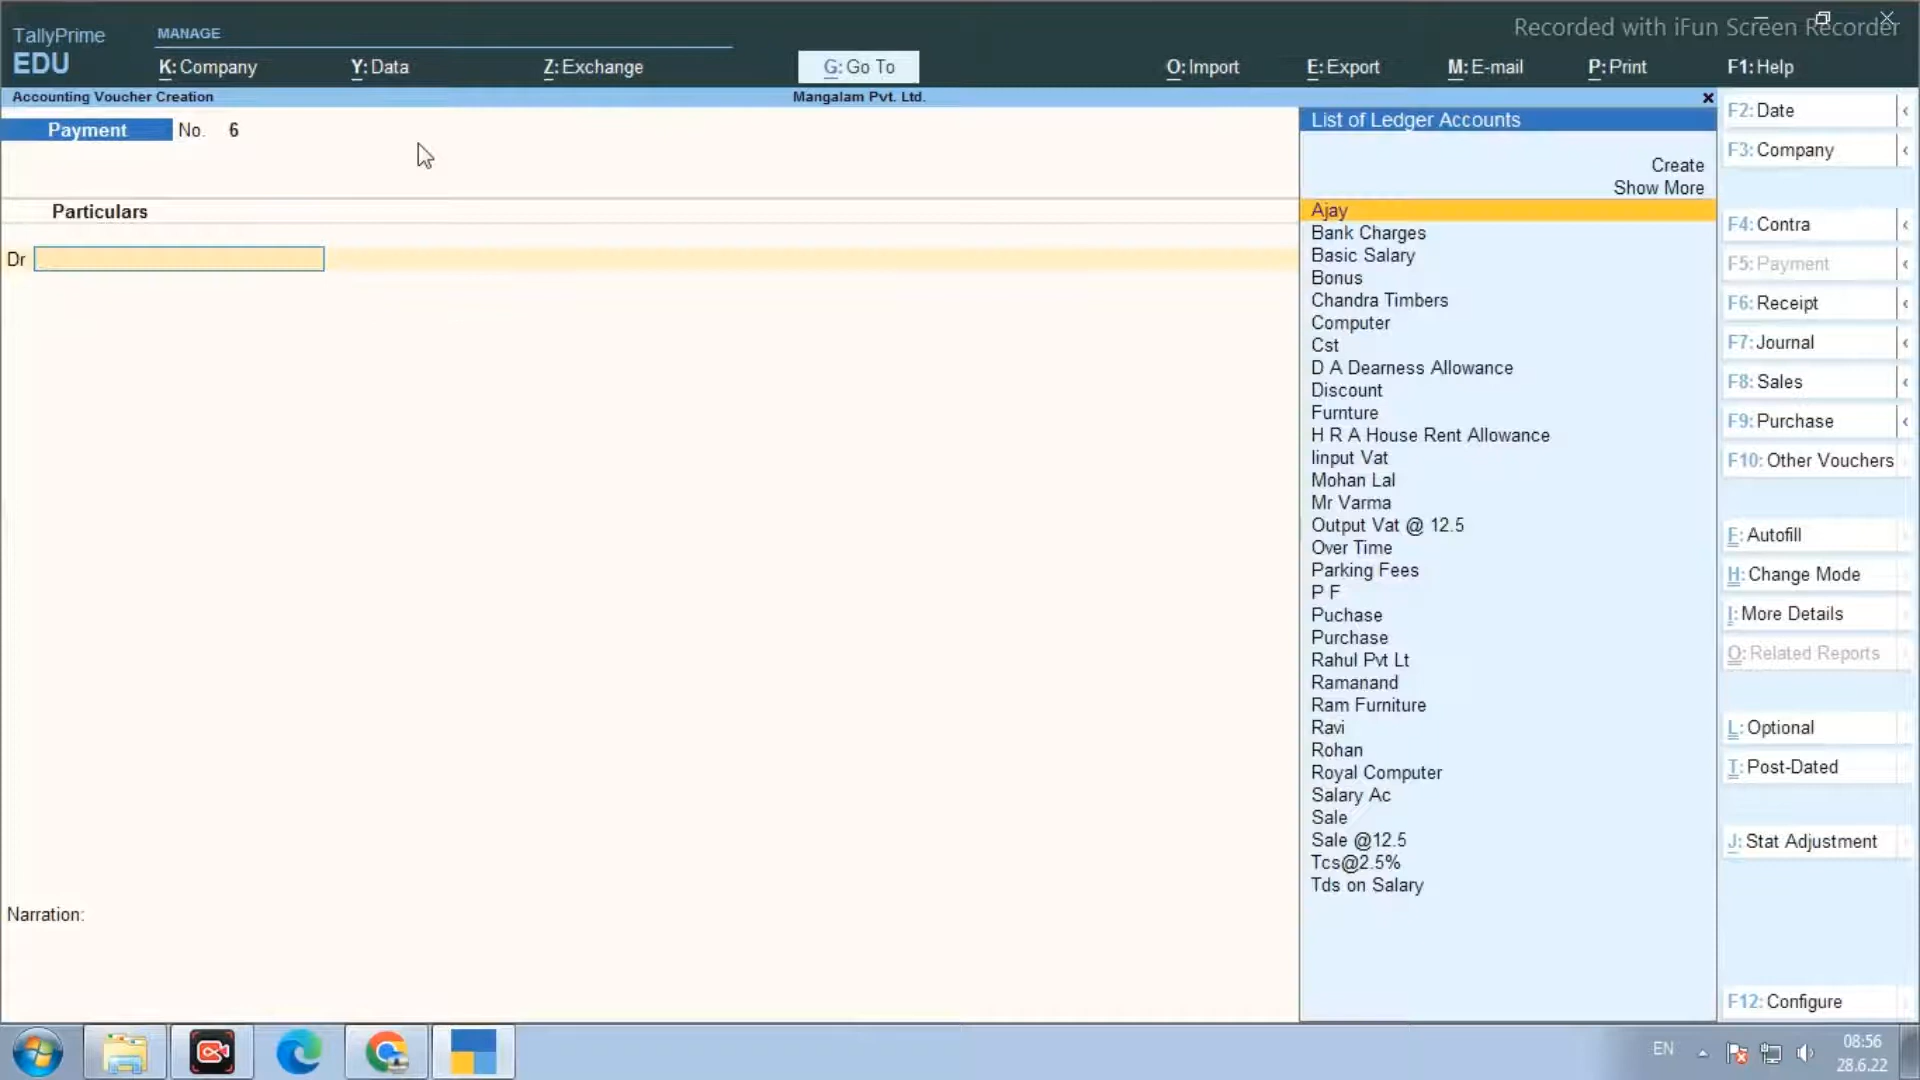 Recorded with iFun Screen Recorder
TallyPrime
EDU
MANAGE
K: Company
Y: Data
Z: Exchange
G: Go To
O: Import
E: Export
M: E-mail
P: Print
F1: Help
Accounting Voucher Creation
Mangalam Pvt. Ltd.
Payment No. 6
Particulars
Dr
Narration:
List of Ledger Accounts
Create
Show More
Ajay
Bank Charges
Basic Salary
Bonus
Chandra Timbers
Computer
Cst
D A Dearness Allowance
Discount
Furnture
H R A House Rent Allowance
Iinput Vat
Mohan Lal
Mr Varma
Output Vat @ 12.5
Over Time
Parking Fees
P F
Puchase
Purchase
Rahul Pvt Lt
Ramanand
Ram Furniture
Ravi
Rohan
Royal Computer
Salary Ac
Sale
Sale @12.5
Tcs@2.5%
Tds on Salary
F2: Date
F3: Company
F4: Contra
F5: Payment
F6: Receipt
F7: Journal
F8: Sales
F9: Purchase
F10: Other Vouchers
F: Autofill
H: Change Mode
I: More Details
O: Related Reports
L: Optional
T: Post-Dated
J: Stat Adjustment
F12: Configure
EN
08:56
28.6.22